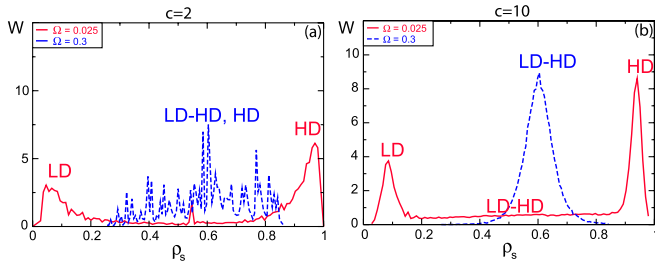 c=2
W
Ω = 0.025
Ω = 0.3
(a)
LD-HD, HD
HD
LD
15
10
5
0
0
0.2
0.4
0.6
0.8
1
ρs
c=10
W
Ω = 0.025
Ω = 0.3
(b)
LD-HD
HD
LD
LD-HD
10
8
6
4
2
0
0
0.2
0.4
0.6
0.8
1
ρs